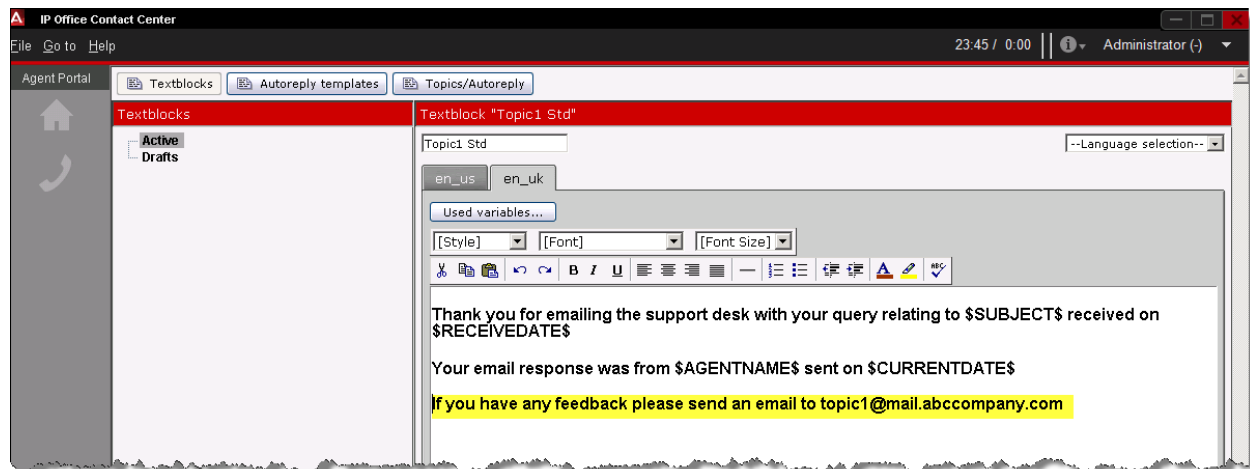 IP Office Contact Center
File Go to Help
23:45 / 0:00
Administrator (-)
Agent Portal
Textblocks
Autoreply templates
Topics/Autoreply
Textblocks
Active
Drafts
Textblock "Topic1 Std"
Topic1 Std
--Language selection--
en_us
en_uk
Used variables...
[Style]
[Font]
[Font Size]
B I U
A
ABC
Thank you for emailing the support desk with your query relating to $SUBJECT$ received on
$RECEIVEDATE$
Your email response was from $AGENTNAME$ sent on $CURRENTDATE$
If you have any feedback please send an email to topic1@mail.abccompany.com